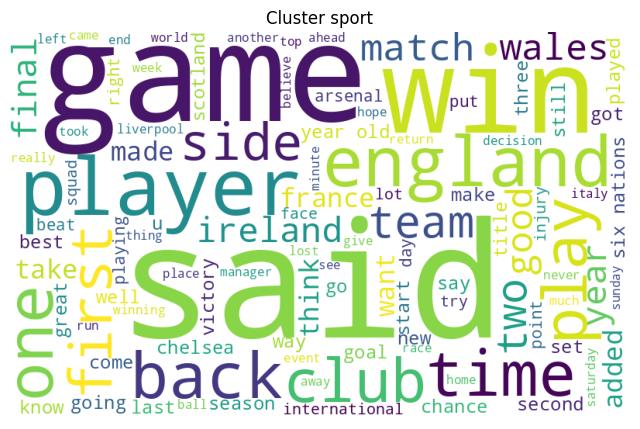 Cluster sport
left came end world another top ahead
final game win match wales
right week scotland believe arsenal hope put three still got played
took liverpool side year old return decision
really made player england
squad minute france lot make italy six nations
beat u ireland face team title good injury play year
best thing playing lost give day never sunday
take first said think want two
one great well place manager see go say try much
run winning victory start new point
come chelsea way goal race set added
back club time event away home saturday
know going last ball season international chance second